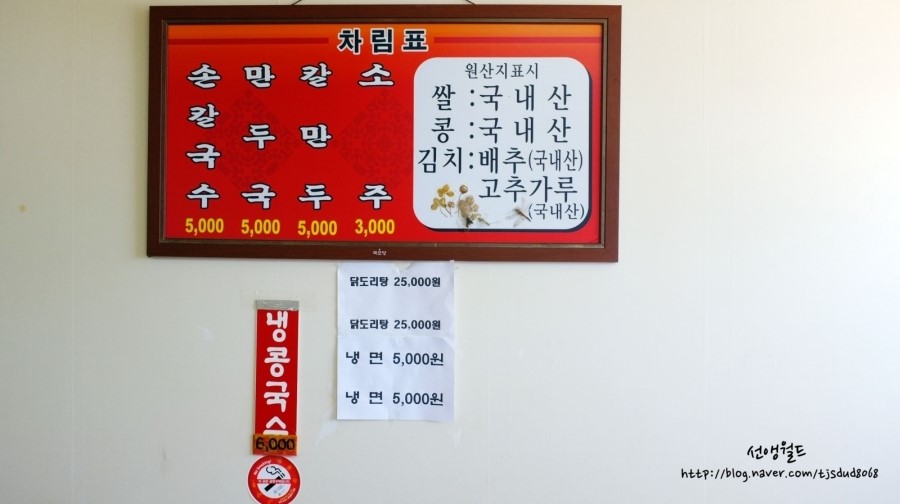 차림표
손칼국수 5,000
만두국 5,000
칼만두 5,000
소주 3,000
원산지표시
쌀 : 국내산
콩 : 국내산
김치 : 배추(국내산)
고추가루
(국내산)
닭도리탕 25,000원
닭도리탕 25,000원
냉면 5,000원
냉면 5,000원
냉콩국수
6,000
선앵월드
http://blog.naver.com/tjsdud8068